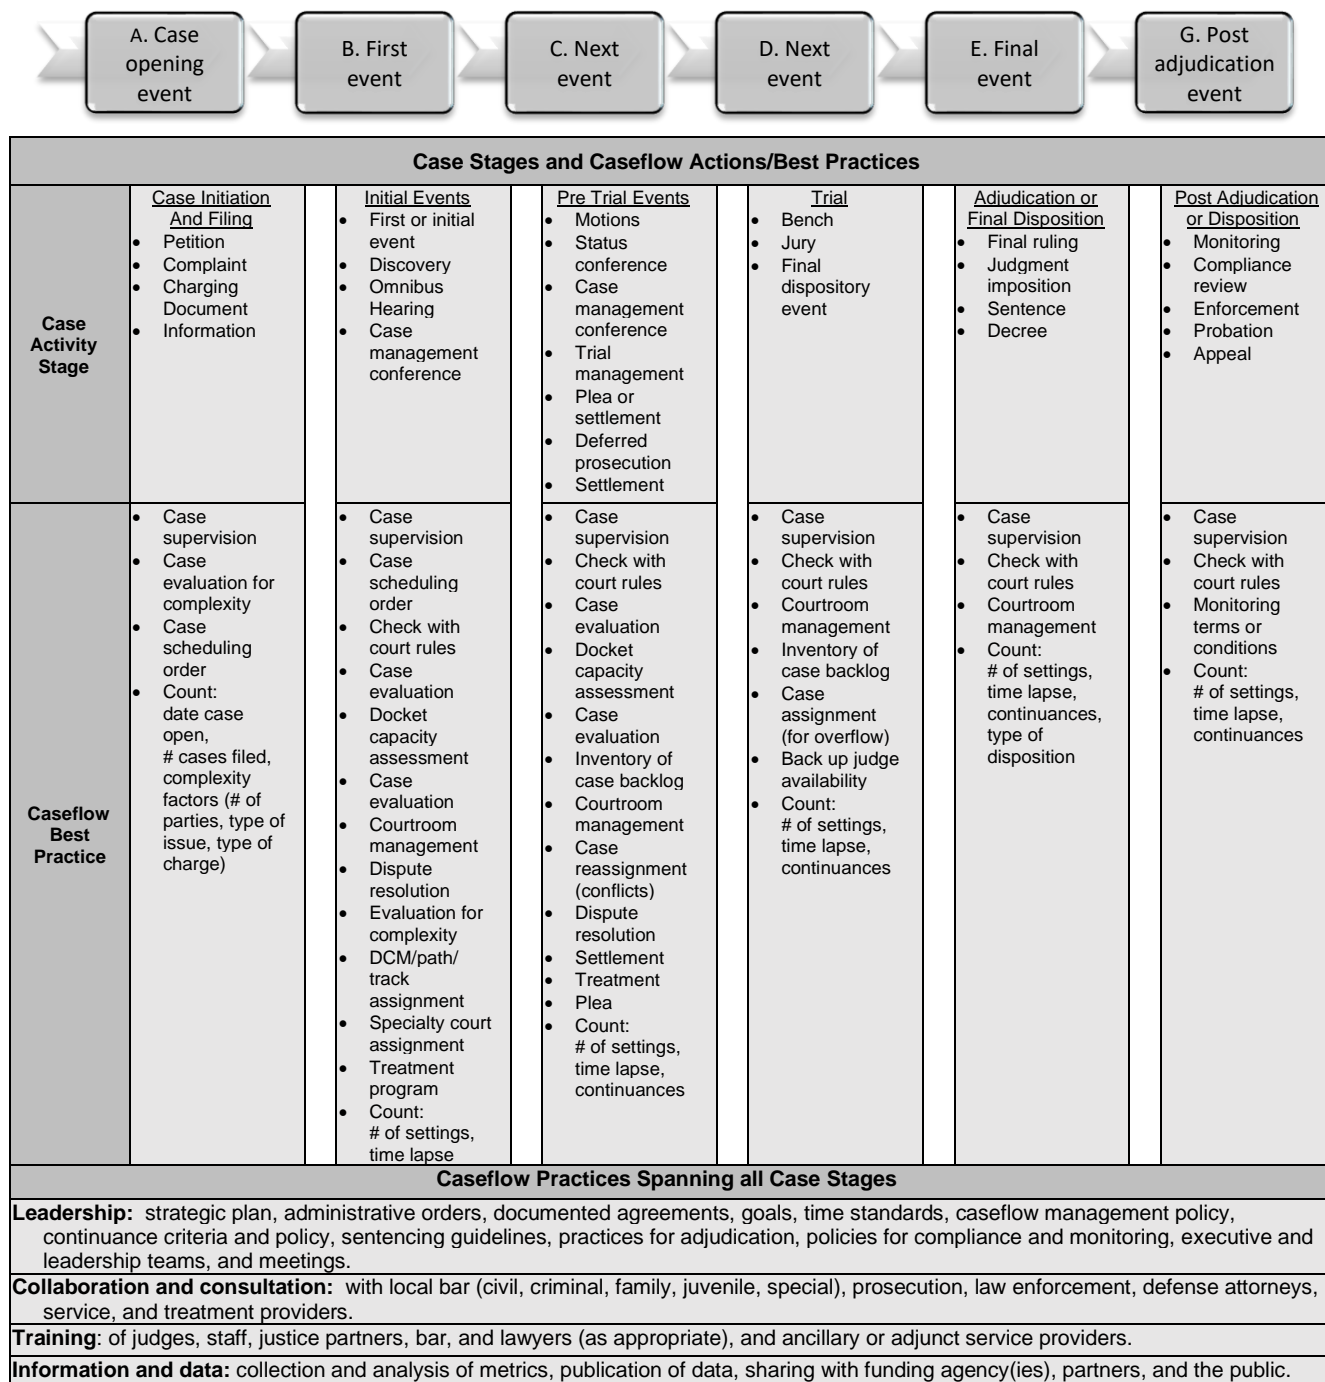 A. Case
opening
event
B. First
event
C. Next
event
D. Next
event
E. Final
event
G. Post
adjudication
event
Case Stages and Caseflow Actions/Best Practices
Case
Activity
Stage
Case Initiation
And Filing
• Petition
• Complaint
• Charging
Document
• Information
Initial Events
• First or initial
event
• Discovery
• Omnibus
Hearing
• Case
management
conference
Pre Trial Events
• Motions
• Status
conference
• Case
management
conference
• Trial
management
• Plea or
settlement
• Deferred
prosecution
• Settlement
Trial
• Bench
• Jury
• Final
dispository
event
Adjudication or
Final Disposition
• Final ruling
• Judgment
imposition
• Sentence
• Decree
Post Adjudication
or Disposition
• Monitoring
• Compliance
review
• Enforcement
• Probation
• Appeal
Caseflow
Best
Practice
• Case
supervision
• Case
evaluation for
complexity
• Case
scheduling
order
• Count:
date case
open,
# cases filed,
complexity
factors (# of
parties, type of
issue, type of
charge)
• Case
supervision
• Case
scheduling
order
• Check with
court rules
• Case
evaluation
• Docket
capacity
assessment
• Case
evaluation
• Courtroom
management
• Dispute
resolution
• Evaluation for
complexity
• DCM/path/
track
assignment
• Specialty court
assignment
• Treatment
program
• Count:
# of settings,
time lapse
• Case
supervision
• Check with
court rules
• Case
evaluation
• Docket
capacity
assessment
• Case
evaluation
• Inventory of
case backlog
• Courtroom
management
• Case
reassignment
(conflicts)
• Dispute
resolution
• Settlement
• Treatment
• Plea
• Count:
# of settings,
time lapse,
continuances
• Case
supervision
• Check with
court rules
• Courtroom
management
• Inventory of
case backlog
• Case
assignment
(for overflow)
• Back up judge
availability
• Count:
# of settings,
time lapse,
continuances
• Case
supervision
• Check with
court rules
• Courtroom
management
• Count:
# of settings,
time lapse,
continuances,
type of
disposition
• Case
supervision
• Check with
court rules
• Monitoring
terms or
conditions
• Count:
# of settings,
time lapse,
continuances
Caseflow Practices Spanning all Case Stages
Leadership: strategic plan, administrative orders, documented agreements, goals, time standards, caseflow management policy,
continuance criteria and policy, sentencing guidelines, practices for adjudication, policies for compliance and monitoring, executive and
leadership teams, and meetings.
Collaboration and consultation: with local bar (civil, criminal, family, juvenile, special), prosecution, law enforcement, defense attorneys,
service, and treatment providers.
Training: of judges, staff, justice partners, bar, and lawyers (as appropriate), and ancillary or adjunct service providers.
Information and data: collection and analysis of metrics, publication of data, sharing with funding agency(ies), partners, and the public.